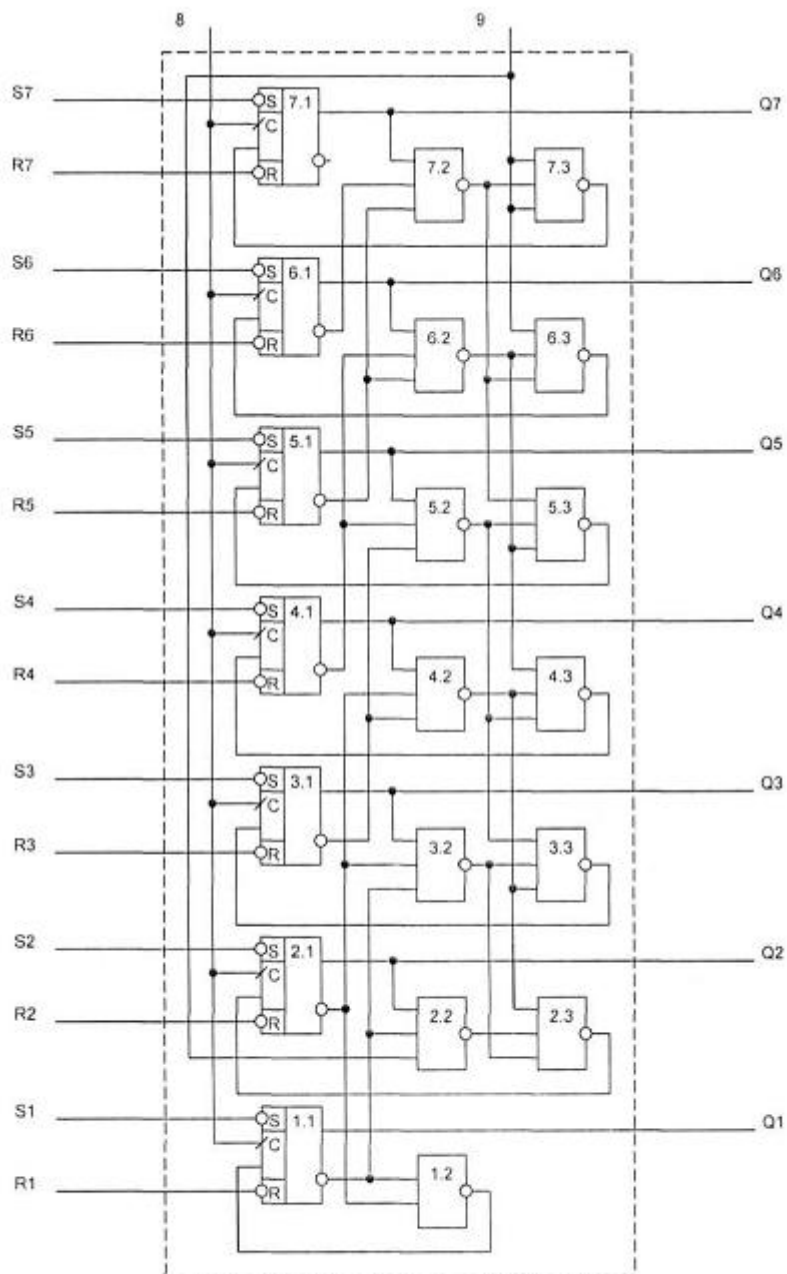 8 9
S7 S 7.1 Q7
C
7.2 7.3
R7 R
S6 S 6.1 Q6
C
6.2 6.3
R6 R
S5 S 5.1 Q5
C
5.2 5.3
R5 R
S4 S 4.1 Q4
C
4.2 4.3
R4 R
S3 S 3.1 Q3
C
3.2 3.3
R3 R
S2 S 2.1 Q2
C
2.2 2.3
R2 R
S1 S 1.1 Q1
C
1.2
R1 R